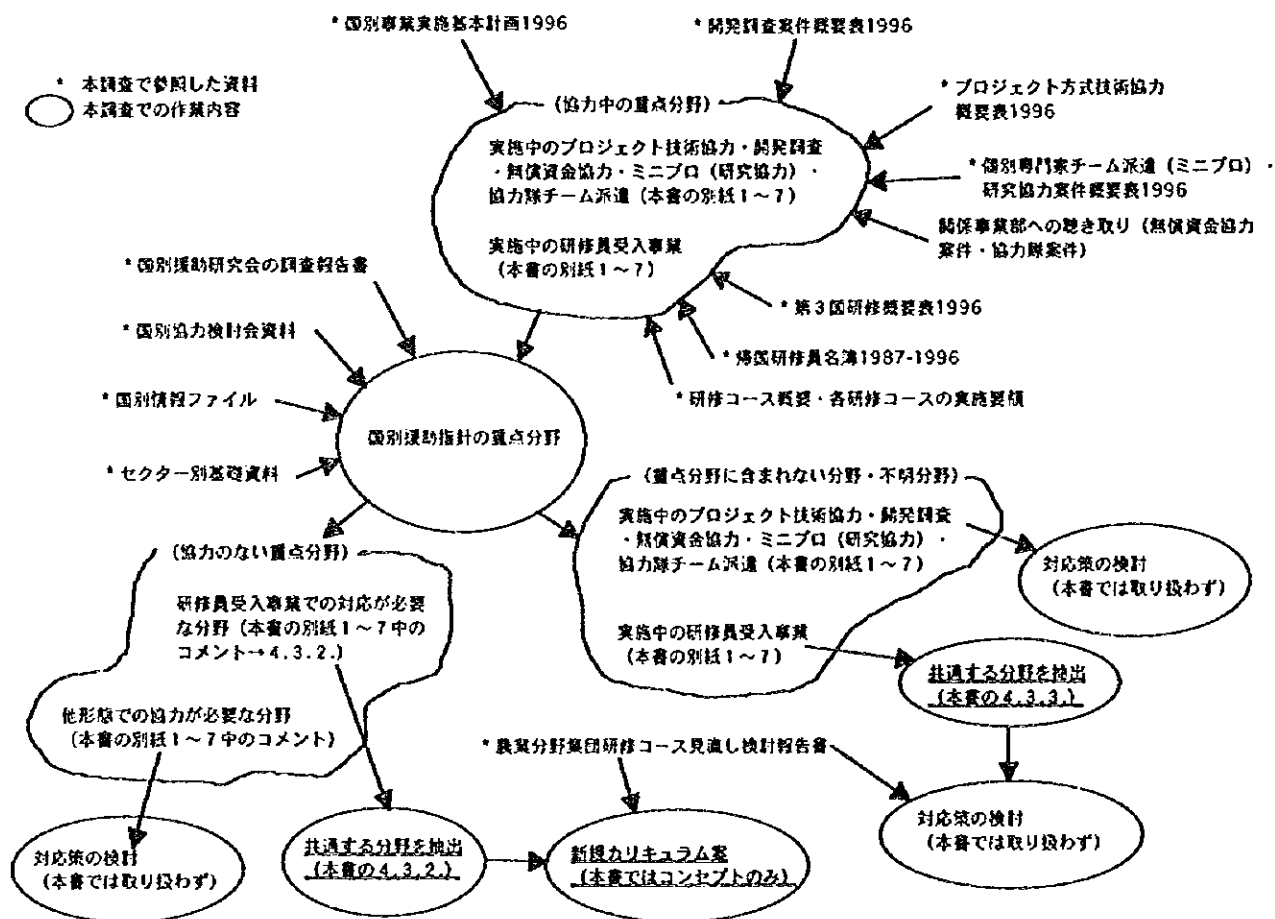 * 国別事業実施基本計画1996
* 開発調査案件概要表1996
* 本調査で参照した資料
本調査での作業内容
(協力中の重点分野)
* プロジェクト方式技術協力
概要表1996
実施中のプロジェクト技術協力・開発調査
・無償資金協力・ミニプロ(研究協力)・
協力隊チーム派遣(本書の別紙1～7)
* 個別専門家チーム派遣(ミニプロ)・
研究協力案件概要表1996
関係事業部への聴き取り(無償資金協力
案件・協力隊案件)
実施中の研修員受入事業
(本書の別紙1～7)
* 国別援助研究会の調査報告書
* 第3国研修概要表1996
* 国別協力検討会資料
* 帰国研修員名簿1987-1996
* 国別情報ファイル
* 研修コース概要・各研修コースの実施要領
国別援助指針の重点分野
* セクター別基礎資料
(重点分野に含まれない分野・不明分野)
実施中のプロジェクト技術協力・開発調査
・無償資金協力・ミニプロ(研究協力)・
協力隊チーム派遣(本書の別紙1～7)
対応策の検討
(本書では取り扱わず)
(協力のない重点分野)
研修員受入事業での対応が必要
な分野(本書の別紙1～7中の
コメント→4.3.2.)
実施中の研修員受入事業
(本書の別紙1～7)
共通する分野を抽出
(本書の4.3.3.)
他形態での協力が必要な分野
(本書の別紙1～7中のコメント)
* 農業分野集団研修コース見直し検討報告書
対応策の検討
(本書では取り扱わず)
対応策の検討
(本書では取り扱わず)
共通する分野を抽出
(本書の4.3.2.)
新規カリキュラム案
(本書ではコンセプトのみ)